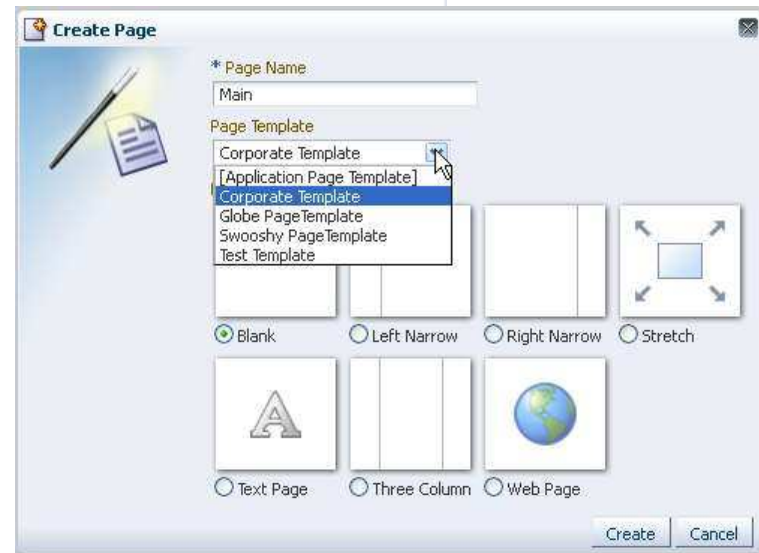 Create Page
* Page Name
Main
Page Template
Corporate Template
[Application Page Template]
Corporate Template
Globe PageTemplate
Swooshy PageTemplate
Test Template
Blank
Left Narrow
Right Narrow
Stretch
A
Text Page
Three Column
Web Page
Create
Cancel